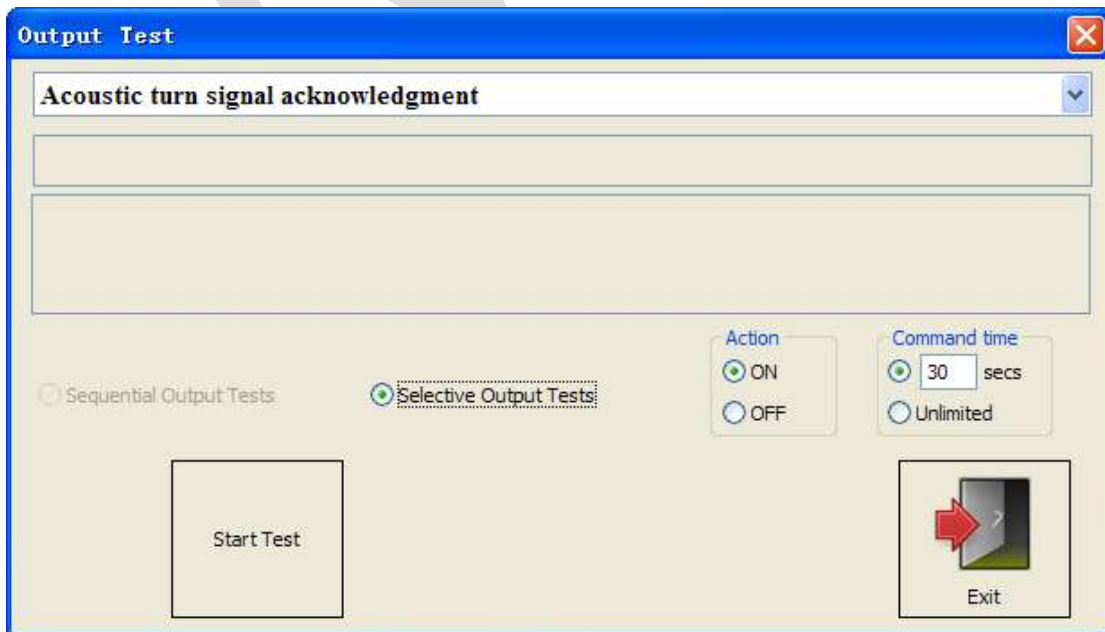 Output Test
Acoustic turn signal acknowledgment
Action
Command time
ON
30 secs
Sequential Output Tests
Selective Output Tests
OFF
Unlimited
Start Test
Exit